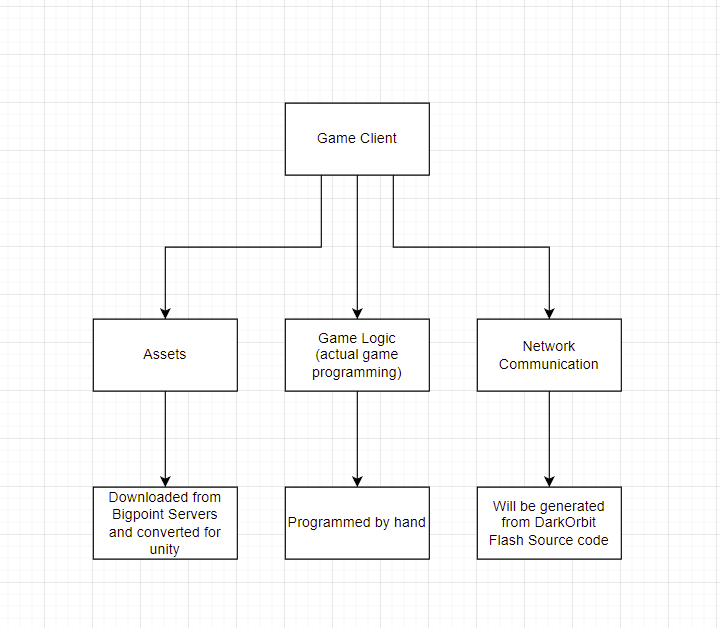 Game Client
Assets
Game Logic
(actual game
programming)
Network
Communication
Downloaded from
Bigpoint Servers
and converted for
unity
Programmed by hand
Will be generated
from DarkOrbit
Flash Source code